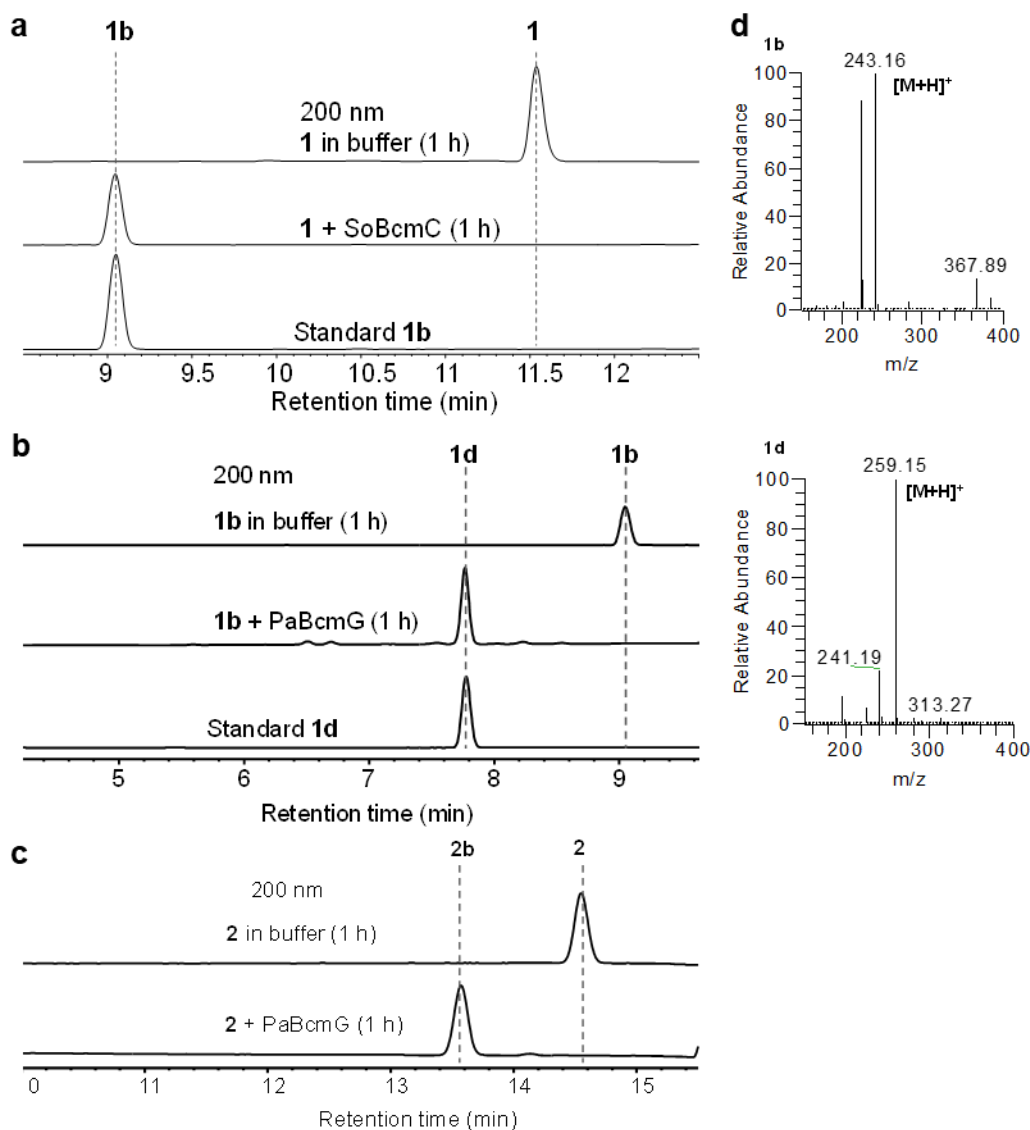 a
1b 1
200 nm
1 in buffer (1 h)
1 + SoBcmC (1 h)
Standard 1b
9 9.5 10 10.5 11 11.5 12
Retention time (min)
b
1d 1b
200 nm
1b in buffer (1 h)
1b + PaBcmG (1 h)
Standard 1d
5 6 7 8 9
Retention time (min)
c
2b 2
200 nm
2 in buffer (1 h)
2 + PaBcmG (1 h)
0 11 12 13 14 15
Retention time (min)
d
1b
243.16
[M+H]+
367.89
100
80
60
40
20
0
Relative Abundance
200 300 400
m/z
1d
259.15
[M+H]+
241.19
313.27
100
80
60
40
20
0
Relative Abundance
200 300 400
m/z